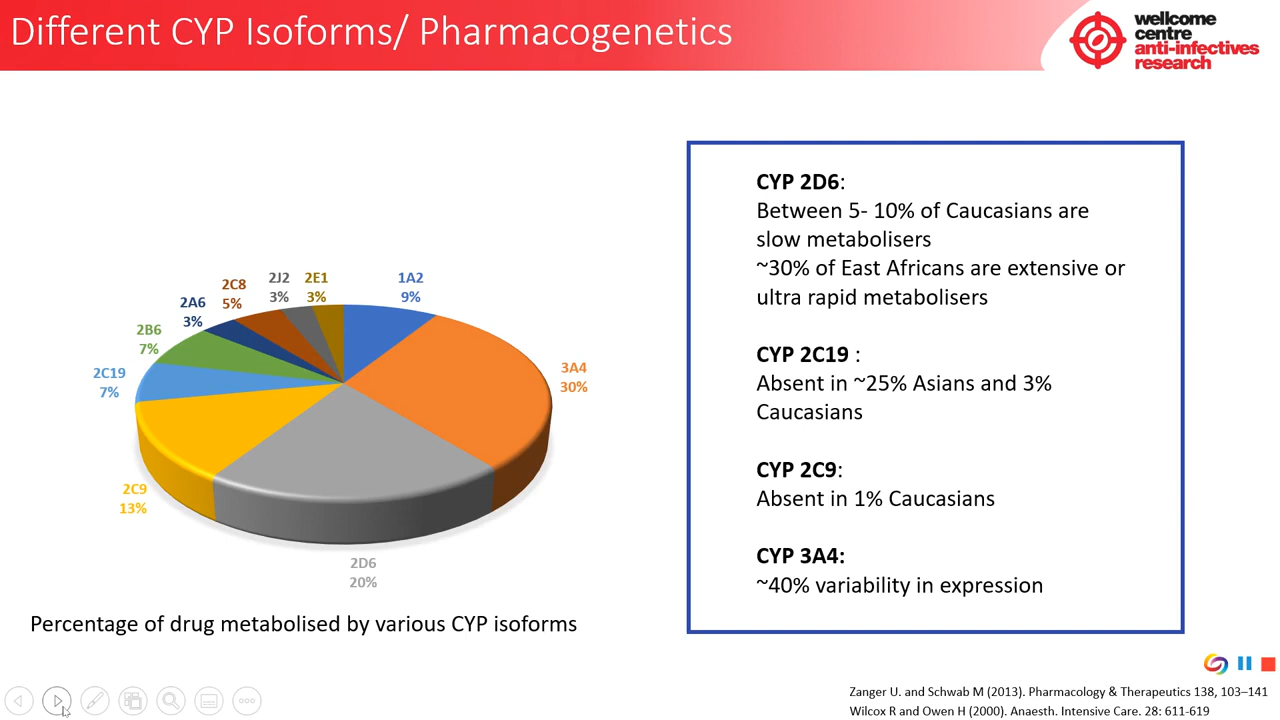 Different CYP Isoforms/ Pharmacogenetics
wellcome
centre
anti-infectives
research
1A2
9%
3A4
30%
2D6
20%
2C9
13%
2C19
7%
2B6
7%
2A6
3%
2C8
5%
2J2
3%
2E1
3%
Percentage of drug metabolised by various CYP isoforms
CYP 2D6:
Between 5- 10% of Caucasians are
slow metabolisers
~30% of East Africans are extensive or
ultra rapid metabolisers
CYP 2C19 :
Absent in ~25% Asians and 3%
Caucasians
CYP 2C9:
Absent in 1% Caucasians
CYP 3A4:
~40% variability in expression
Zanger U. and Schwab M (2013). Pharmacology & Therapeutics 138, 103–141
Wilcox R and Owen H (2000). Anaesth. Intensive Care. 28: 611-619